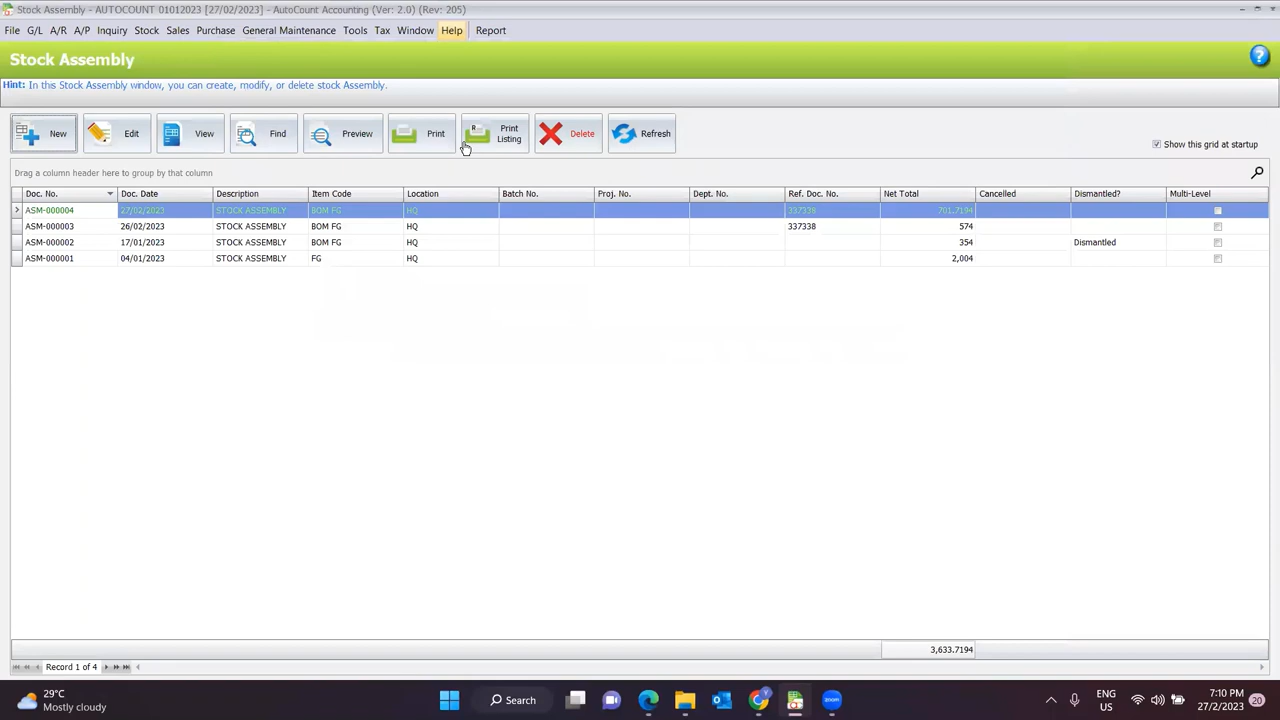 Stock Assembly - AUTOCOUNT 01012023 [27/02/2023] - AutoCount Accounting (Ver: 2.0) (Rev: 205)
File G/L A/R A/P Inquiry Stock Sales Purchase General Maintenance Tools Tax Window Help Report
Stock Assembly
Hint: In this Stock Assembly window, you can create, modify, or delete stock Assembly.
New Edit View Find Preview Print Print Listing Delete Refresh
Show this grid at startup
Drag a column header here to group by that column
Doc. No. Doc. Date Description Item Code Location Batch No. Proj. No. Dept. No. Ref. Doc. No. Net Total Cancelled Dismantled? Multi-Level
ASM-000004 27/02/2023 STOCK ASSEMBLY BOM FG HQ 337338 701.7194
ASM-000003 26/02/2023 STOCK ASSEMBLY BOM FG HQ 337338 574
ASM-000002 17/01/2023 STOCK ASSEMBLY BOM FG HQ 354 Dismantled
ASM-000001 04/01/2023 STOCK ASSEMBLY FG HQ 2,004
3,633.7194
Record 1 of 4
29°C
Mostly cloudy
Search
ENG
US
7:10 PM
27/2/2023
20